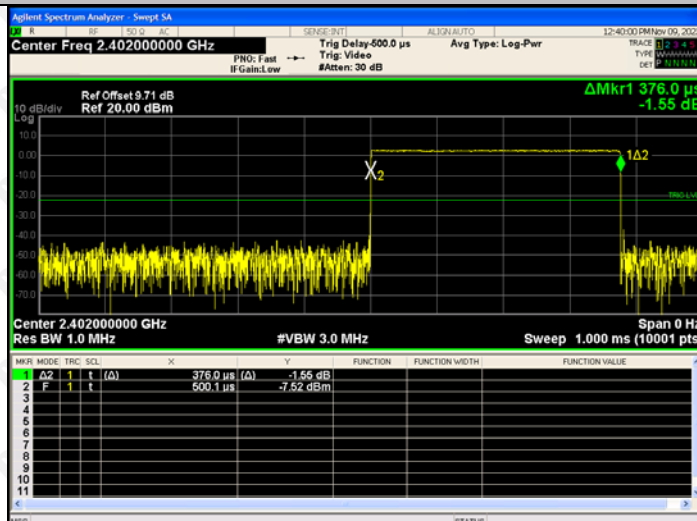 Agilent Spectrum Analyzer - Swept SA
R RF 50 Ω AC SENSE:INT ALIGNAUTO 12:40:00 PM Nov 09, 202
Center Freq 2.402000000 GHz
PNO: Fast
IFGain:Low
Trig Delay-500.0 µs
Trig: Video
#Atten: 30 dB
Avg Type: Log-Pwr
TRACE 1 2 3 4 5
TYPE W
DET P N N N N
ΔMkr1 376.0 µs
-1.55 dB
Ref Offset 9.71 dB
Ref 20.00 dBm
10 dB/div
Log
10.0
0.00
-10.0
-20.0
-30.0
-40.0
-50.0
-60.0
-70.0
X2
1Δ2
TRIG LVL
Center 2.402000000 GHz
Span 0 Hz
Res BW 1.0 MHz
#VBW 3.0 MHz
Sweep 1.000 ms (10001 pts
MKR MODE TRC SCL X Y FUNCTION FUNCTION WIDTH FUNCTION VALUE
1 Δ2 1 t (Δ) 376.0 µs (Δ) -1.55 dB
2 F 1 t 500.1 µs -7.52 dBm
3
4
5
6
7
8
9
10
11
MSG STATUS